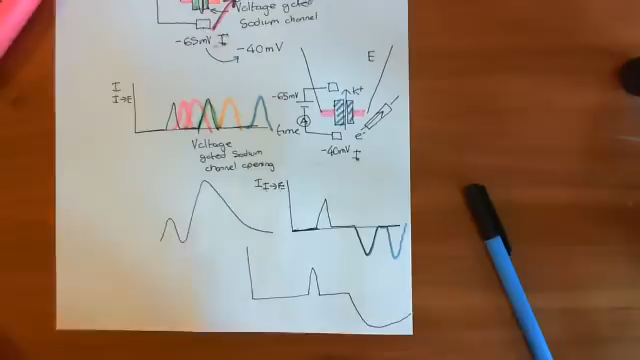 Voltage gated
Sodium channel
-65mV I
-40mV
E
I
I→E
-65mV
K+
A
e-
time
-40mV I
Voltage
gated Sodium
channel opening
I I→E